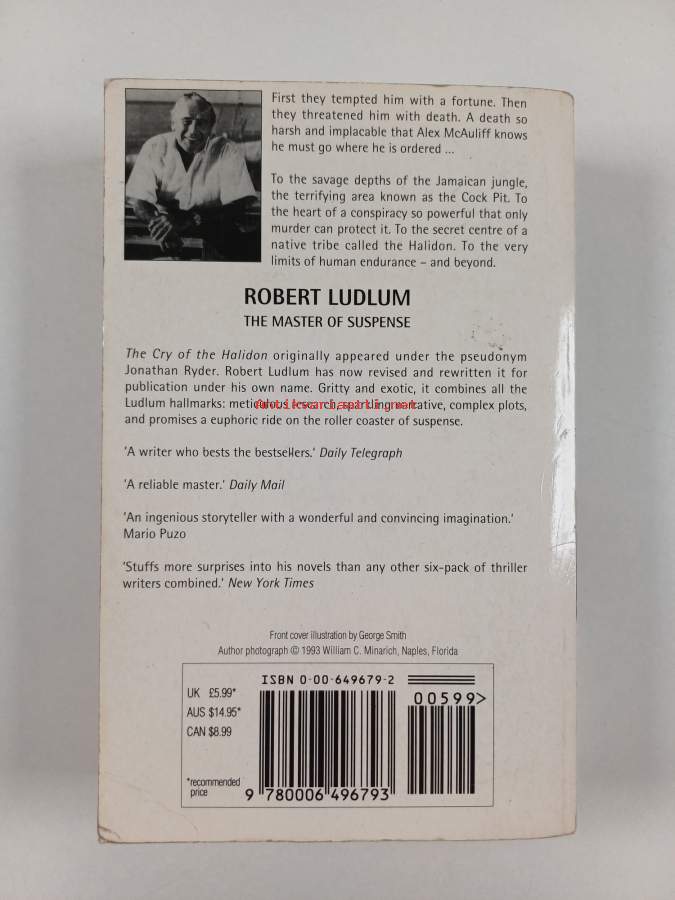 First they tempted him with a fortune. Then
they threatened him with death. A death so
harsh and implacable that Alex McAuliff knows
he must go where he is ordered ...
To the savage depths of the Jamaican jungle,
the terrifying area known as the Cock Pit. To
the heart of a conspiracy so powerful that only
murder can protect it. To the secret centre of a
native tribe called the Halidon. To the very
limits of human endurance – and beyond.
ROBERT LUDLUM
THE MASTER OF SUSPENSE
The Cry of the Halidon originally appeared under the pseudonym
Jonathan Ryder. Robert Ludlum has now revised and rewritten it for
publication under his own name. Gritty and exotic, it combines all the
Ludlum hallmarks: meticulous research, narrative, complex plots,
and promises a euphoric ride on the roller coaster of suspense.
'A writer who bests the bestsellers.' Daily Telegraph
'A reliable master.' Daily Mail
'An ingenious storyteller with a wonderful and convincing imagination.'
Mario Puzo
'Stuffs more surprises into his novels than any other six-pack of thriller
writers combined.' New York Times
Front cover illustration by George Smith
Author photograph © 1993 William C. Minarich, Naples, Florida
ISBN 0-00-649679-2
UK £5.99*
AUS $14.95*
CAN $8.99
*recommended
price
00599>
9 780006 496793